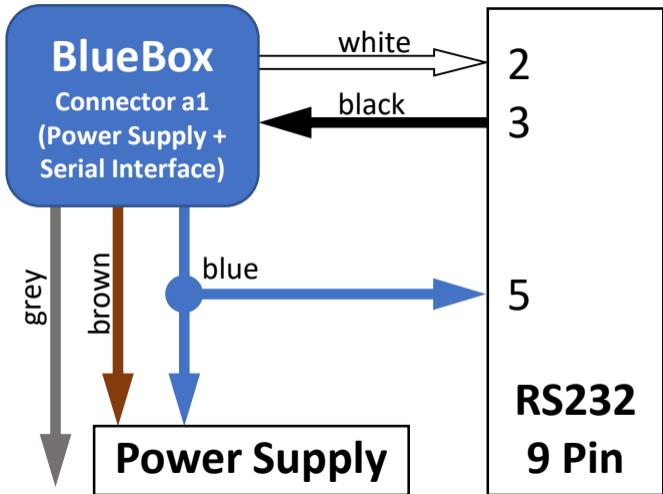 BlueBox
Connector a1
(Power Supply +
Serial Interface)
white
2
black
3
grey
brown
blue
5
Power Supply
RS232
9 Pin